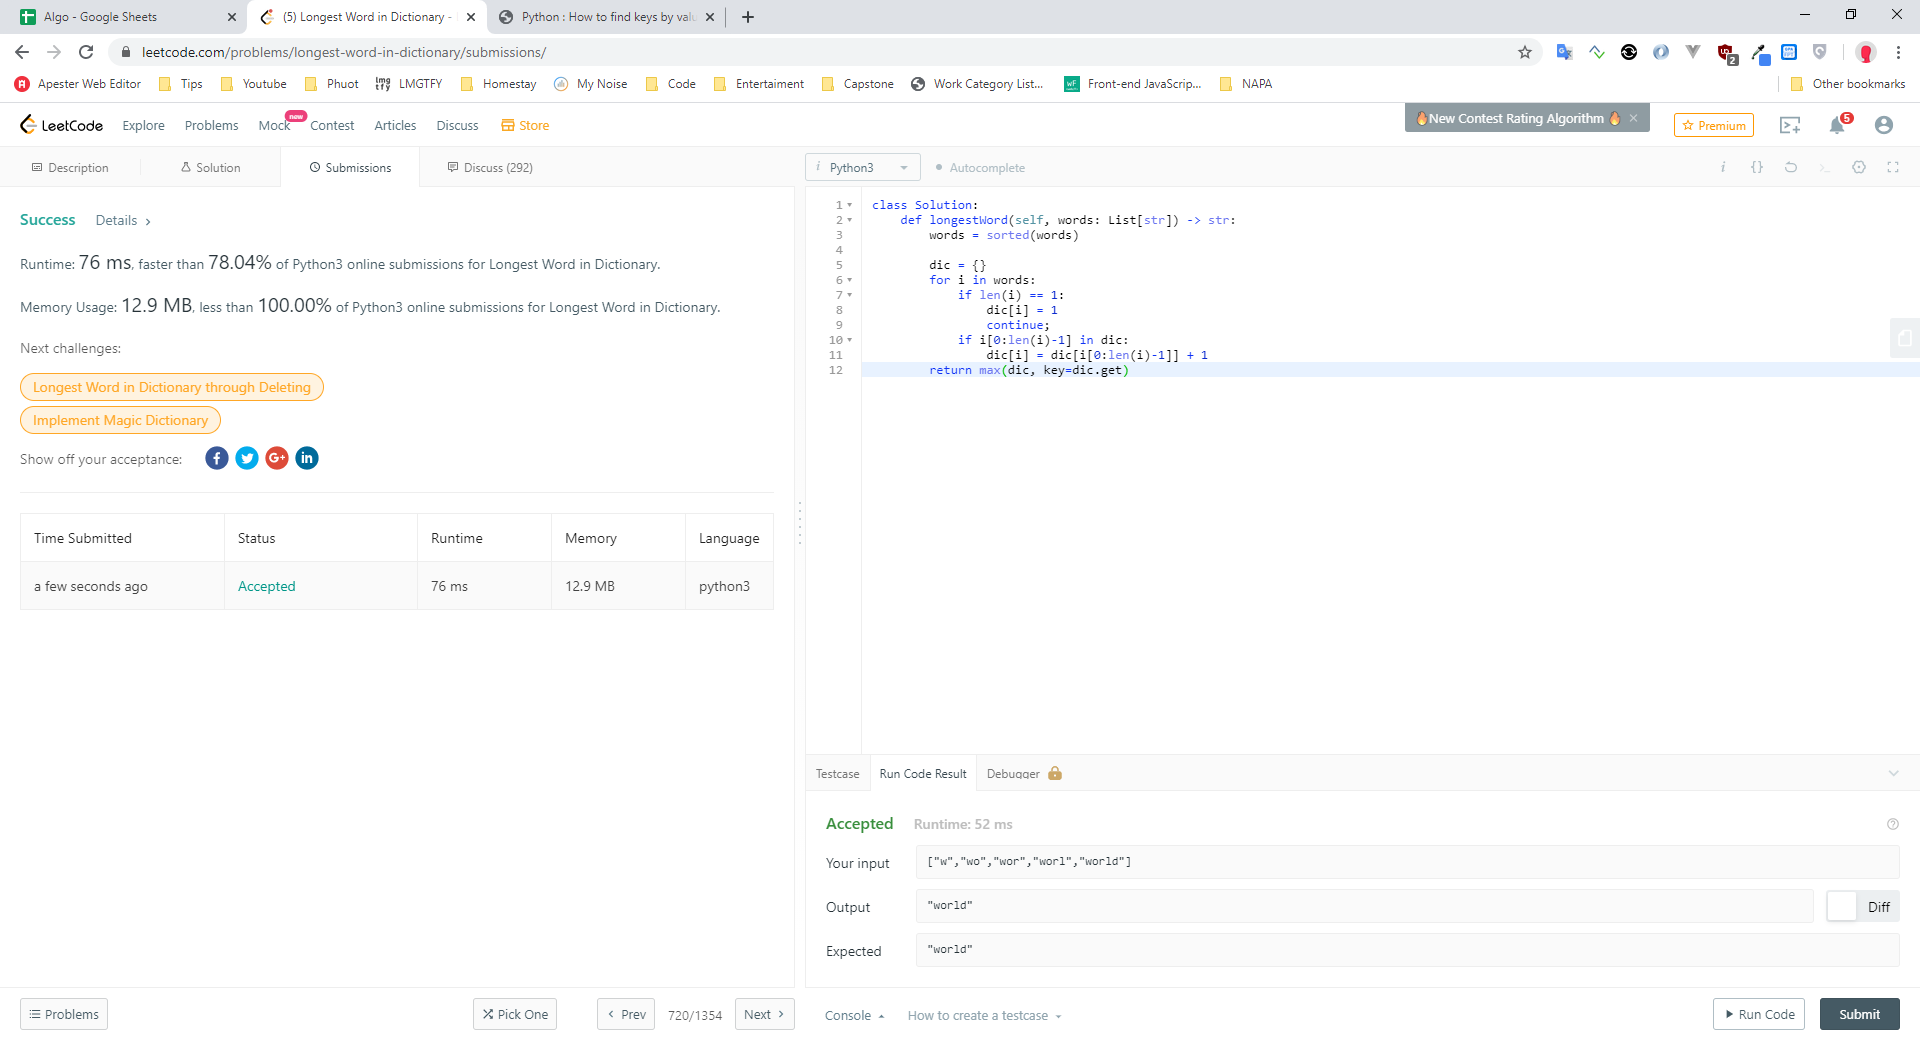 Algo - Google Sheets
(5) Longest Word in Dictionary -
Python : How to find keys by valu
leetcode.com/problems/longest-word-in-dictionary/submissions/
2
Apester Web Editor
Tips
Youtube
Phuot
LMGTFY
Homestay
My Noise
Code
Entertaiment
Capstone
Work Category List...
Front-end JavaScrip...
NAPA
Other bookmarks
LeetCode
Explore
Problems
Mock
new
Contest
Articles
Discuss
Store
🔥New Contest Rating Algorithm 🔥 ×
Premium
5
Description
Solution
Submissions
Discuss (292)
i Python3
Autocomplete
Success
Details ›
Runtime: 76 ms, faster than 78.04% of Python3 online submissions for Longest Word in Dictionary.
Memory Usage: 12.9 MB, less than 100.00% of Python3 online submissions for Longest Word in Dictionary.
Next challenges:
Longest Word in Dictionary through Deleting
Implement Magic Dictionary
Show off your acceptance:
Time Submitted Status Runtime Memory Language
a few seconds ago Accepted 76 ms 12.9 MB python3
1 class Solution:
2     def longestWord(self, words: List[str]) -> str:
3         words = sorted(words)
4
5         dic = {}
6         for i in words:
7             if len(i) == 1:
8                 dic[i] = 1
9                 continue;
10             if i[0:len(i)-1] in dic:
11                 dic[i] = dic[i[0:len(i)-1]] + 1
12         return max(dic, key=dic.get)
Testcase
Run Code Result
Debugger
Accepted Runtime: 52 ms
Your input ["w","wo","wor","worl","world"]
Output "world"
Diff
Expected "world"
Problems
Pick One
‹ Prev
720/1354
Next ›
Console
How to create a testcase
Run Code
Submit